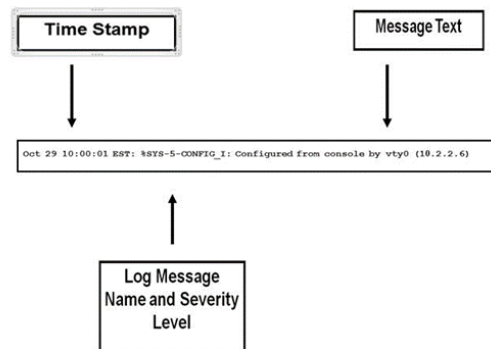 Time Stamp
Message Text
Oct 29 10:00:01 EST: %SYS-5-CONFIG_I: Configured from console by vty0 (10.2.2.6)
Log Message
Name and Severity
Level